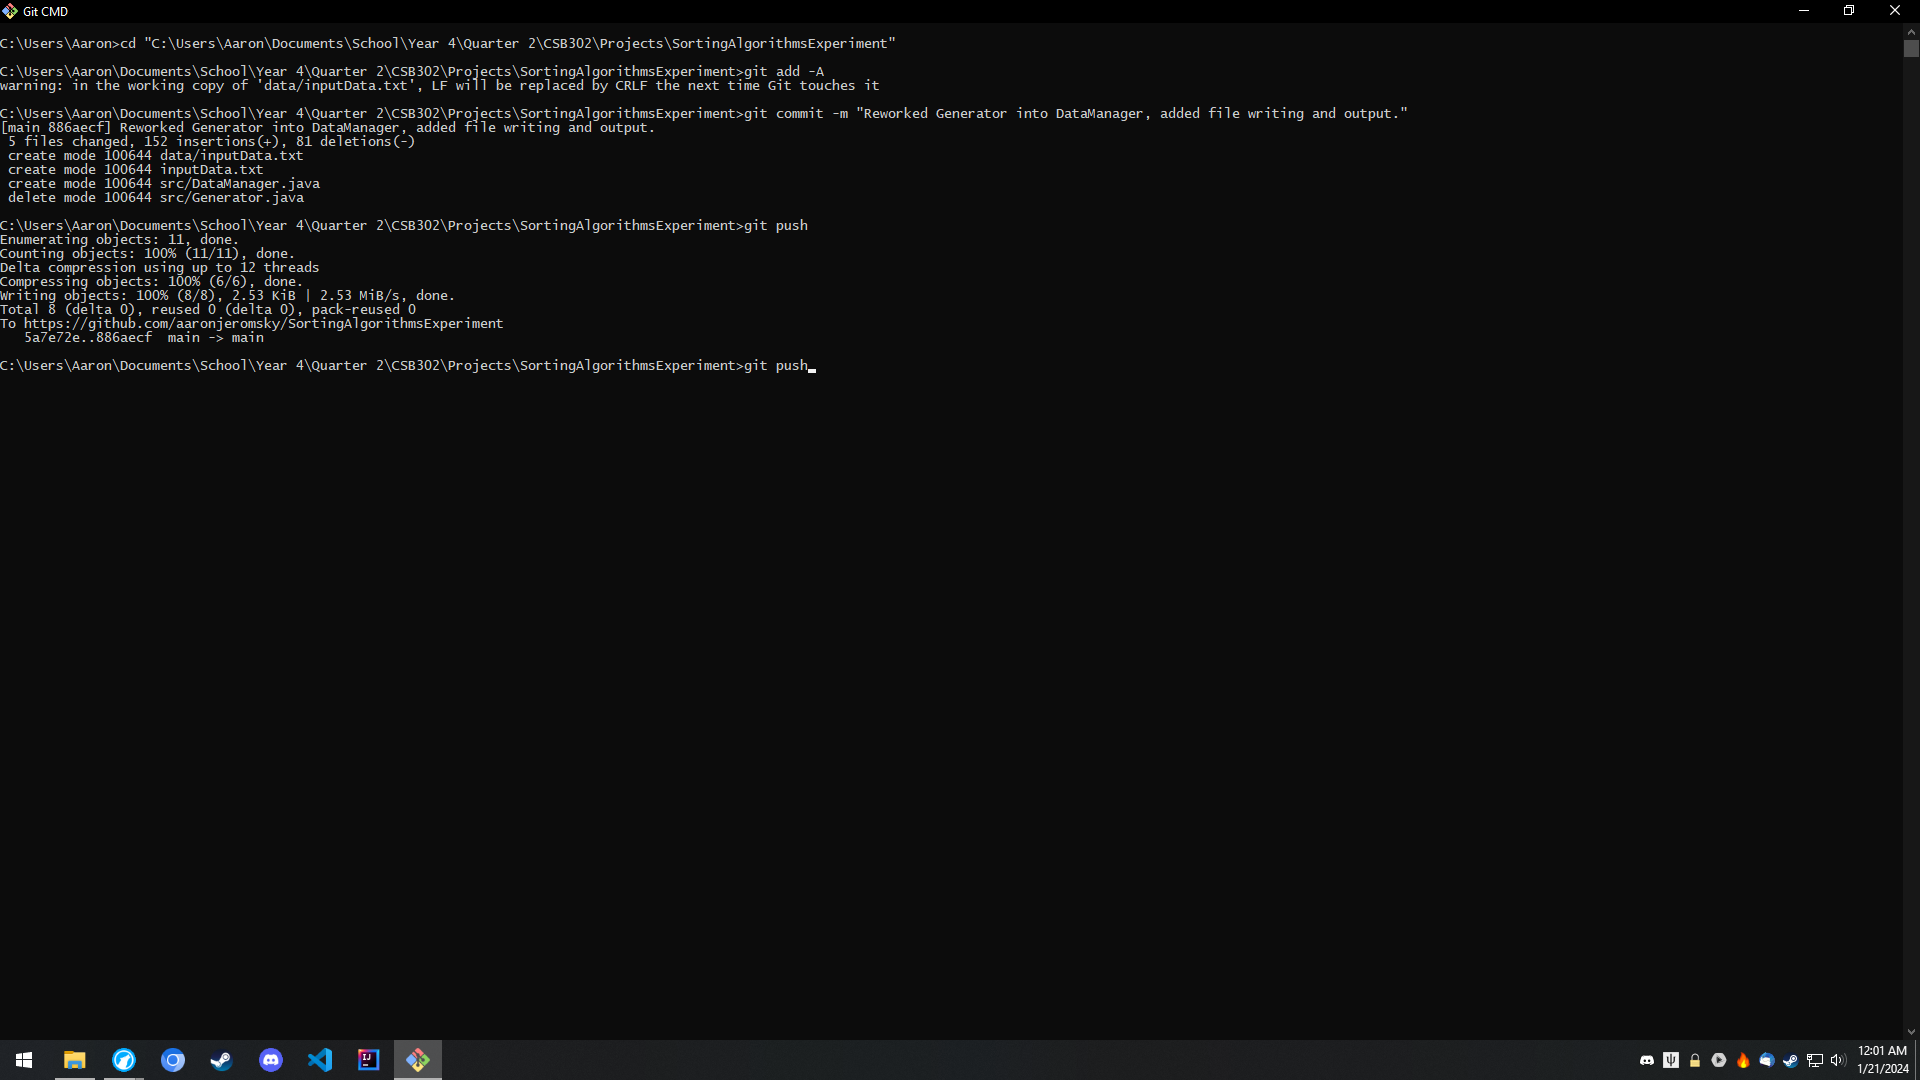 Git CMD
C:\Users\Aaron>cd "C:\Users\Aaron\Documents\School\Year 4\Quarter 2\CSB302\Projects\SortingAlgorithmsExperiment"
C:\Users\Aaron\Documents\School\Year 4\Quarter 2\CSB302\Projects\SortingAlgorithmsExperiment>git add -A
warning: in the working copy of 'data/inputData.txt', LF will be replaced by CRLF the next time Git touches it
C:\Users\Aaron\Documents\School\Year 4\Quarter 2\CSB302\Projects\SortingAlgorithmsExperiment>git commit -m "Reworked Generator into DataManager, added file writing and output."
[main 886aecf] Reworked Generator into DataManager, added file writing and output.
5 files changed, 152 insertions(+), 81 deletions(-)
create mode 100644 data/inputData.txt
create mode 100644 inputData.txt
create mode 100644 src/DataManager.java
delete mode 100644 src/Generator.java
C:\Users\Aaron\Documents\School\Year 4\Quarter 2\CSB302\Projects\SortingAlgorithmsExperiment>git push
Enumerating objects: 11, done.
Counting objects: 100% (11/11), done.
Delta compression using up to 12 threads
Compressing objects: 100% (6/6), done.
Writing objects: 100% (8/8), 2.53 KiB | 2.53 MiB/s, done.
Total 8 (delta 0), reused 0 (delta 0), pack-reused 0
To https://github.com/aaronjeromsky/SortingAlgorithmsExperiment
5a7e72e..886aecf  main -> main
C:\Users\Aaron\Documents\School\Year 4\Quarter 2\CSB302\Projects\SortingAlgorithmsExperiment>git push
IJ
12:01 AM
1/21/2024